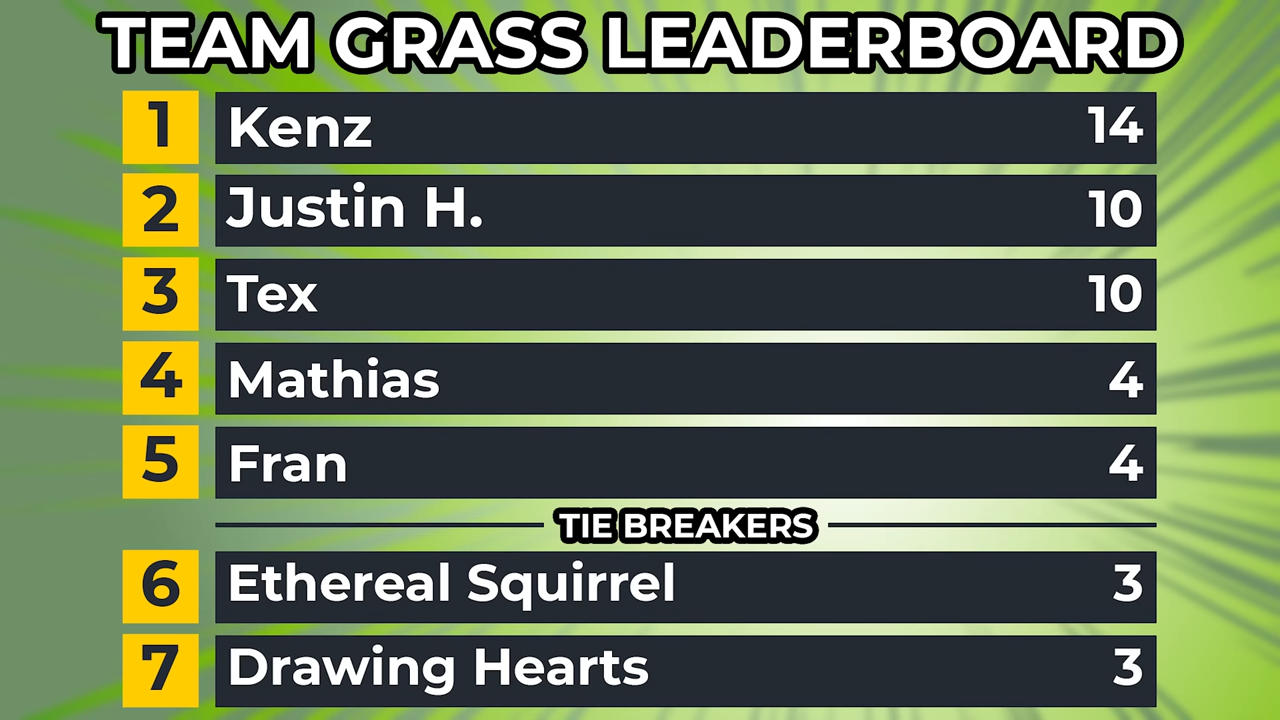 TEAM GRASS LEADERBOARD
1 Kenz 14
2 Justin H. 10
3 Tex 10
4 Mathias 4
5 Fran 4
TIE BREAKERS
6 Ethereal Squirrel 3
7 Drawing Hearts 3